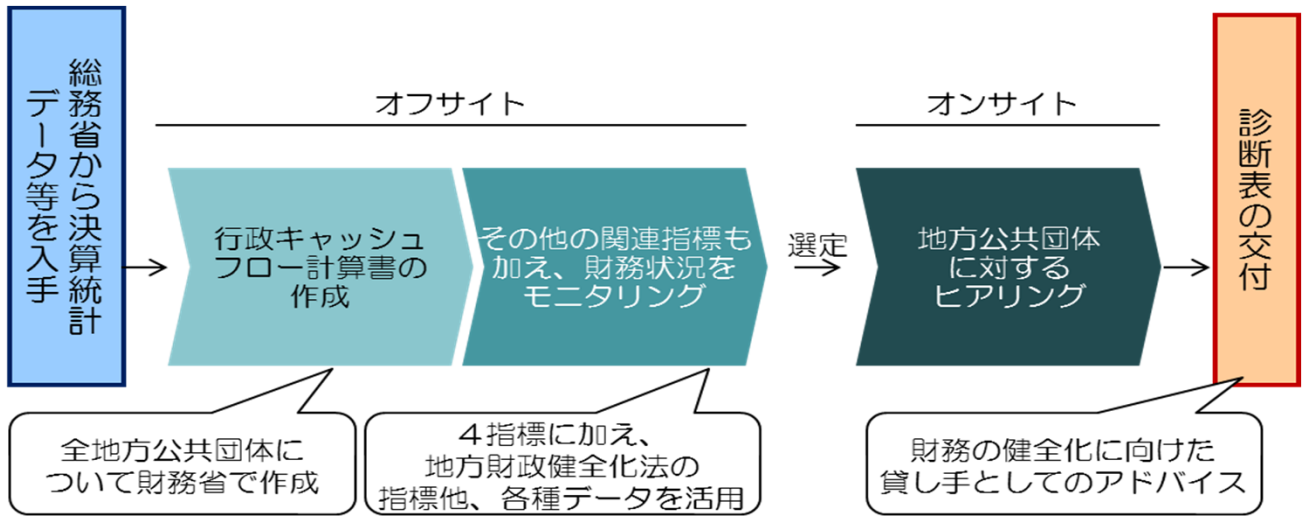 総務省から決算統計
データ等を入手
オフサイト
行政キャッシュ
フロー計算書の
作成
その他の関連指標も
加え、財務状況を
モニタリング
選定
オンサイト
地方公共団体
に対する
ヒアリング
診断表の交付
全地方公共団体に
ついて財務省で作成
４指標に加え、
地方財政健全化法の
指標他、各種データを活用
財務の健全化に向けた
貸し手としてのアドバイス